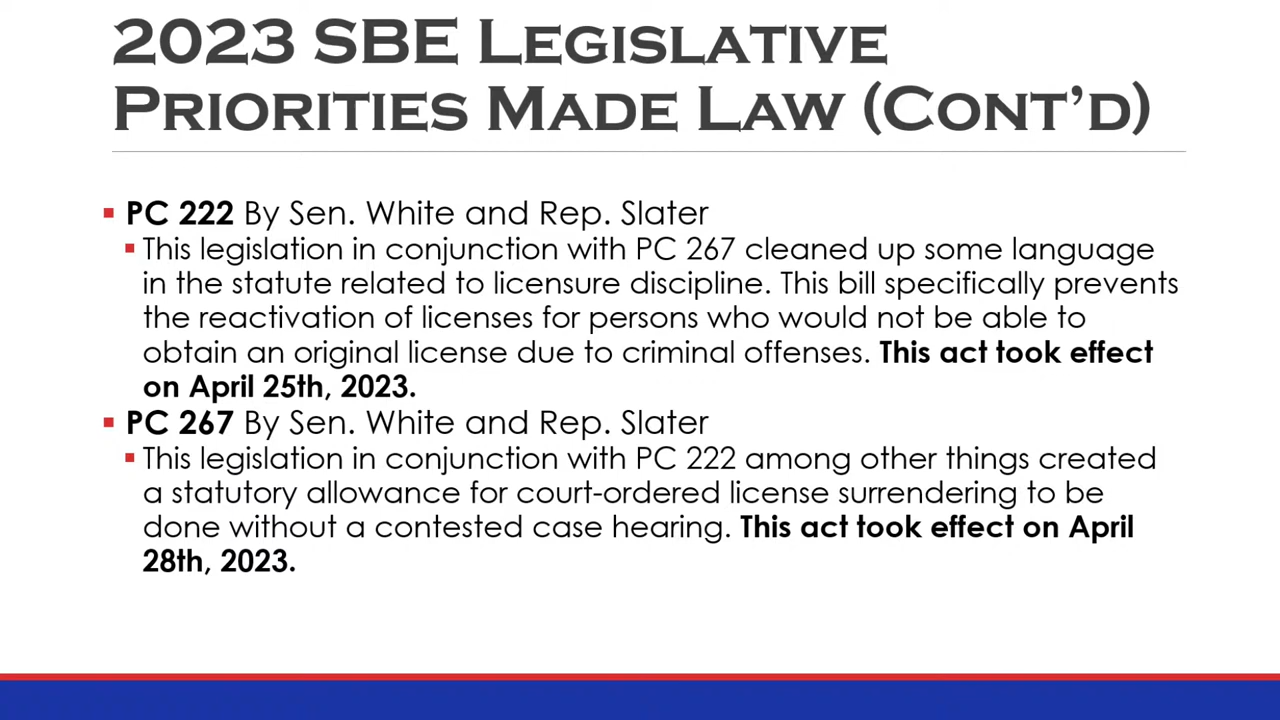 2023 SBE Legislative
Priorities Made Law (Cont’d)
▪ PC 222 By Sen. White and Rep. Slater
▪ This legislation in conjunction with PC 267 cleaned up some language
in the statute related to licensure discipline. This bill specifically prevents
the reactivation of licenses for persons who would not be able to
obtain an original license due to criminal offenses. This act took effect
on April 25th, 2023.
▪ PC 267 By Sen. White and Rep. Slater
▪ This legislation in conjunction with PC 222 among other things created
a statutory allowance for court-ordered license surrendering to be
done without a contested case hearing. This act took effect on April
28th, 2023.